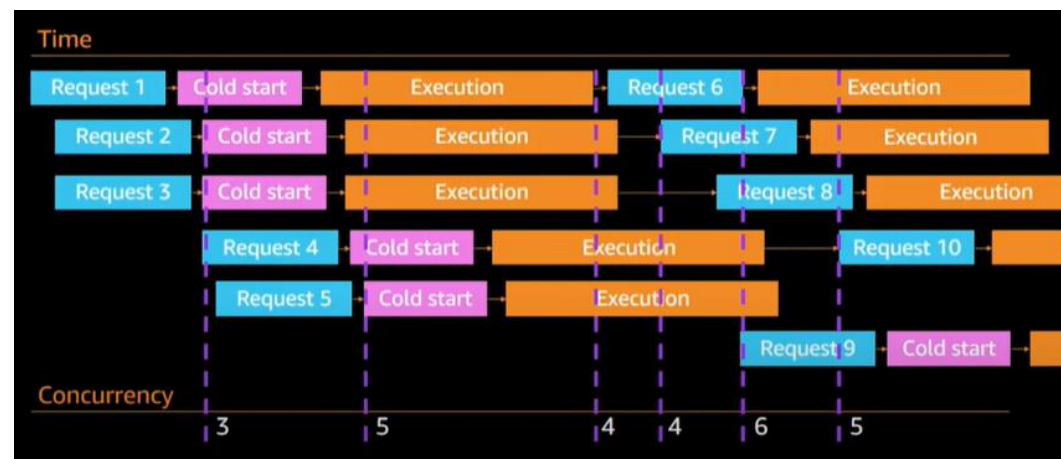 Time
Request 1 Cold start Execution Request 6 Execution
Request 2 Cold start Execution Request 7 Execution
Request 3 Cold start Execution Request 8 Execution
Request 4 Cold start Execution Request 10
Request 5 Cold start Execution
Request 9 Cold start
Concurrency
3 5 4 4 6 5